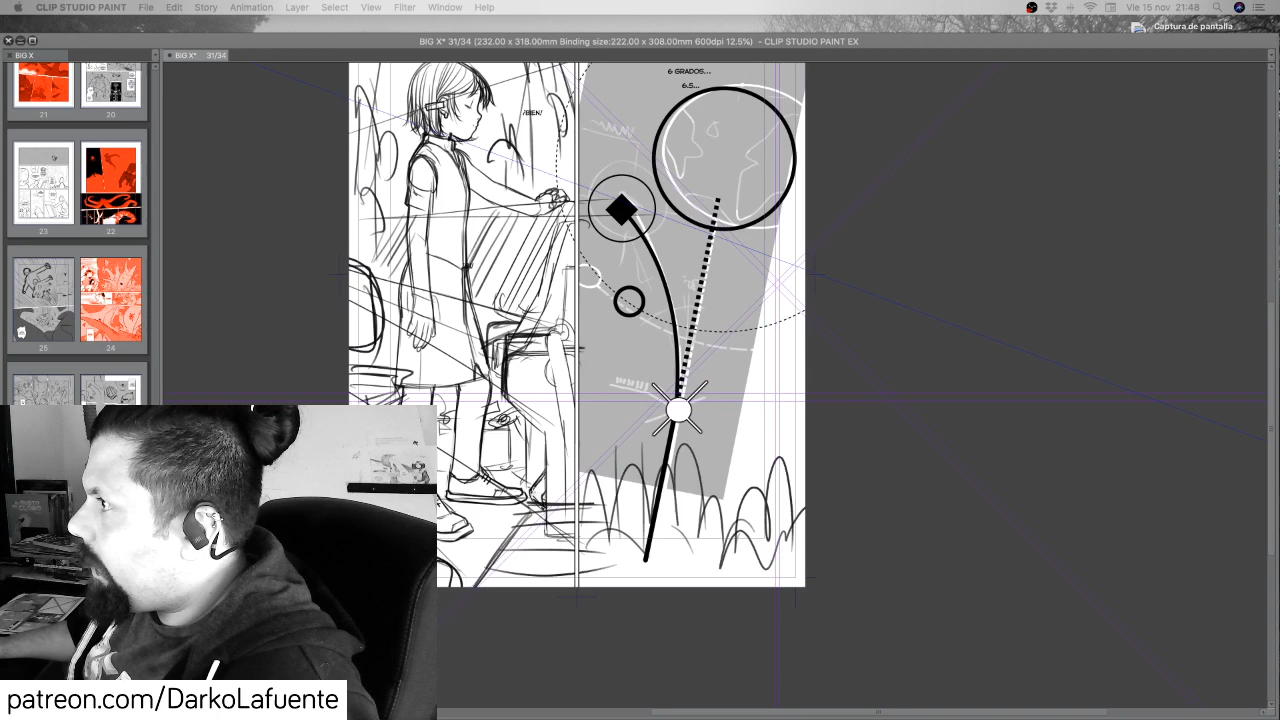 CLIP STUDIO PAINT File Edit Story Animation Layer Select View Filter Window Help Vie 15 nov 21:48
Captura de pantalla
BIG X* 31/34 (232.00 x 318.00mm Binding size:222.00 x 308.00mm 600dpi 12.5%) - CLIP STUDIO PAINT EX
BIG X
BIG X* 31/34
21 20
23 22
25 24
¡BIEN!
6 GRADOS...
6.5...
patreon.com/DarkoLafuente